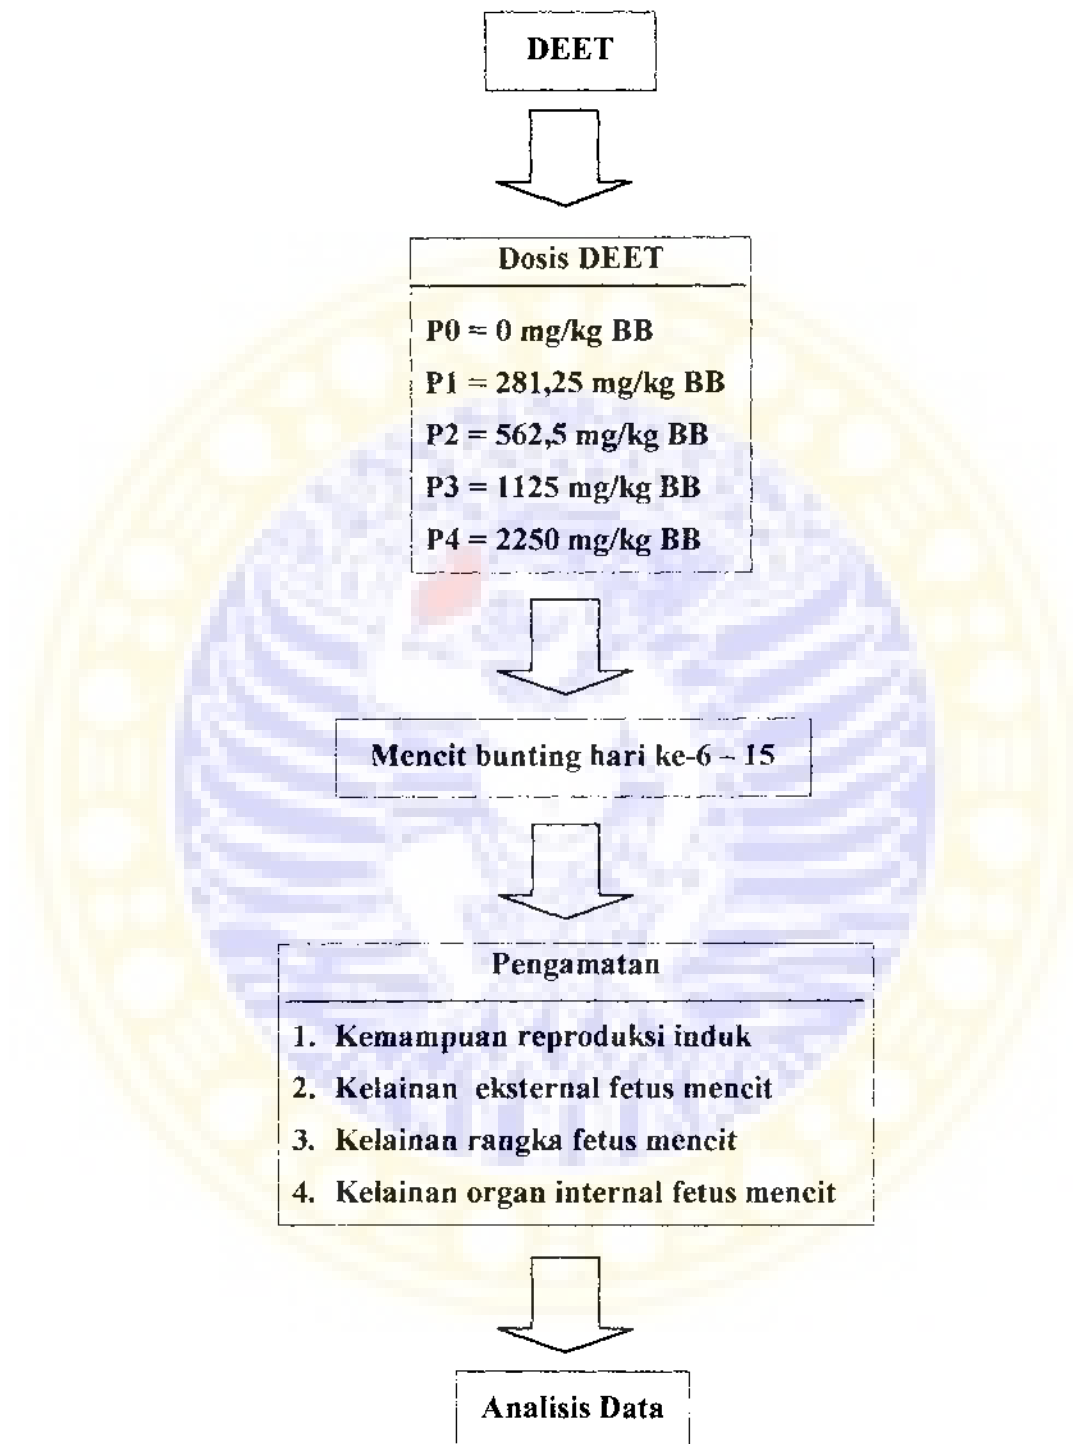 DEET
Dosis DEET
P0 = 0 mg/kg BB
P1 = 281,25 mg/kg BB
P2 = 562,5 mg/kg BB
P3 = 1125 mg/kg BB
P4 = 2250 mg/kg BB
Mencit bunting hari ke-6 – 15
Pengamatan
1. Kemampuan reproduksi induk
2. Kelainan eksternal fetus mencit
3. Kelainan rangka fetus mencit
4. Kelainan organ internal fetus mencit
Analisis Data